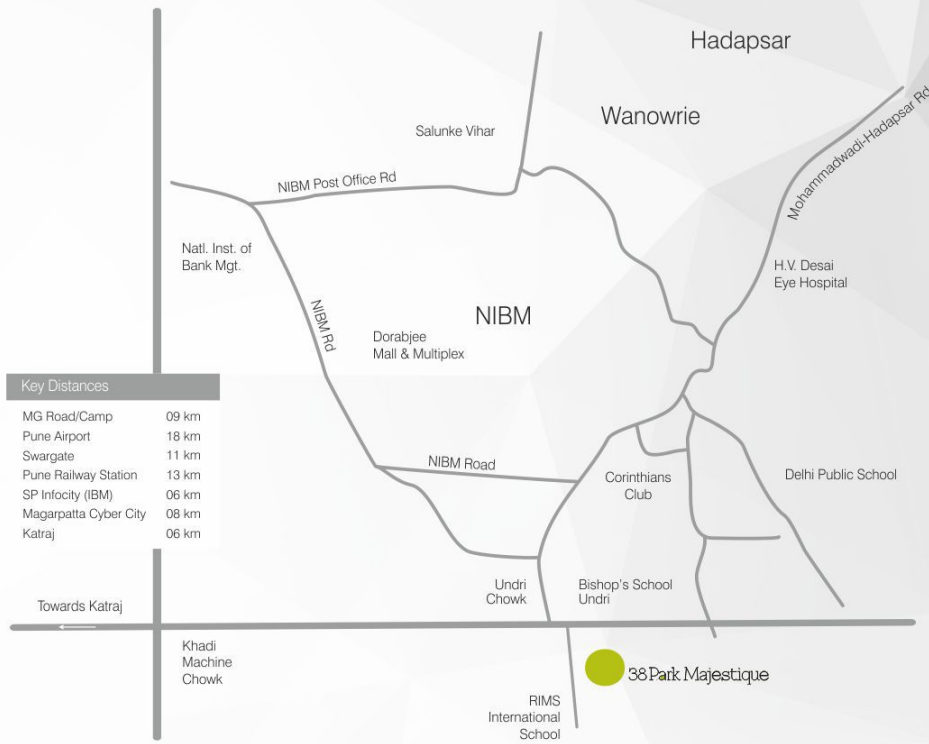 Hadapsar
Wanowrie
Mohammadwadi-Hadapsar Rd
Salunke Vihar
NIBM Post Office Rd
Natl. Inst. of
Bank Mgt.
H.V. Desai
Eye Hospital
NIBM Rd
NIBM
Dorabjee
Mall & Multiplex
Key Distances
MG Road/Camp 09 km
Pune Airport 18 km
Swargate 11 km
Pune Railway Station 13 km
SP Infocity (IBM) 06 km
Magarpatta Cyber City 08 km
Katraj 06 km
NIBM Road
Corinthians
Club
Delhi Public School
Undri
Chowk
Bishop's School
Undri
Towards Katraj
Khadi
Machine
Chowk
38 Park Majestique
RIMS
International
School